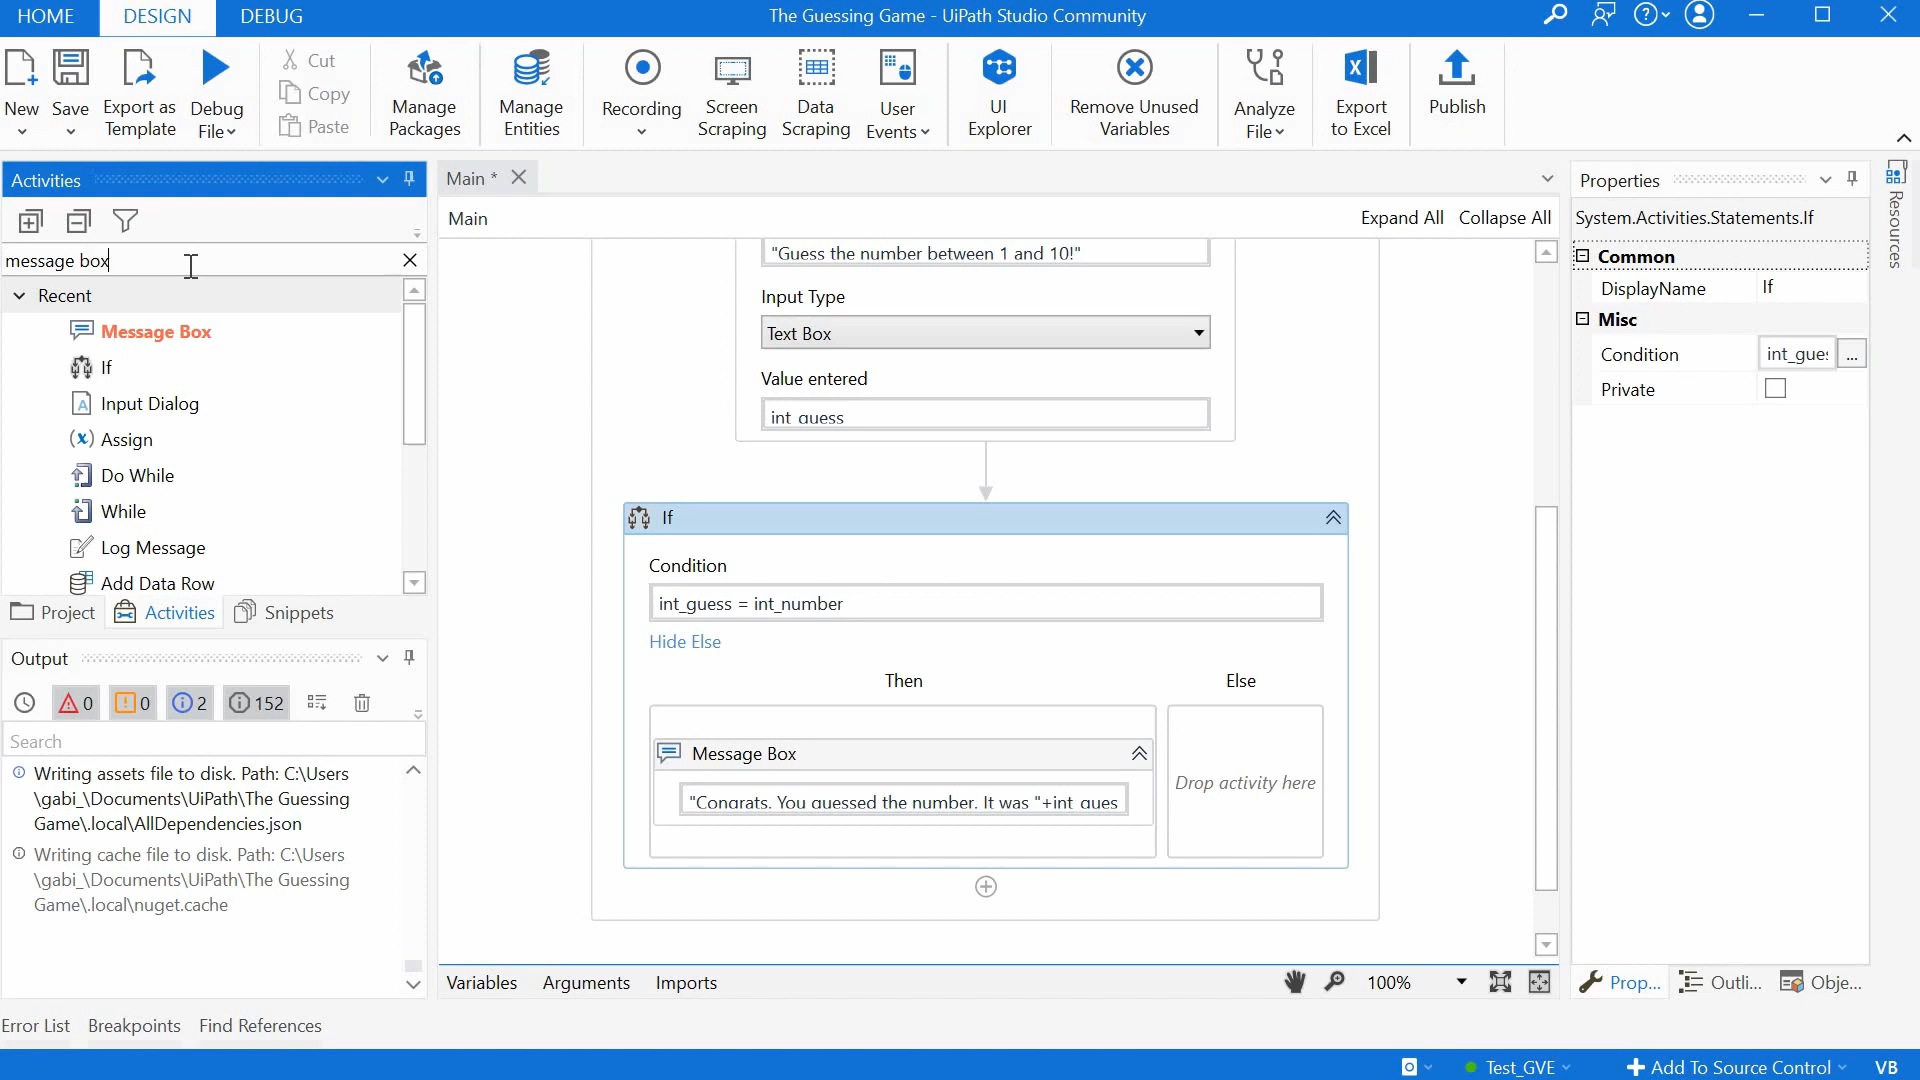 HOME
DESIGN
DEBUG
The Guessing Game - UiPath Studio Community
New
Save
Export as
Template
Debug
File
Cut
Copy
Paste
Manage
Packages
Manage
Entities
Recording
Screen
Scraping
Data
Scraping
User
Events
UI
Explorer
Remove Unused
Variables
Analyze
File
Export
to Excel
Publish
Activities
message box
Recent
Message Box
If
Input Dialog
Assign
Do While
While
Log Message
Add Data Row
Project
Activities
Snippets
Output
0
0
2
152
Search
Writing assets file to disk. Path: C:\Users
\gabi_\Documents\UiPath\The Guessing
Game\.local\AllDependencies.json
Writing cache file to disk. Path: C:\Users
\gabi_\Documents\UiPath\The Guessing
Game\.local\nuget.cache
Main *
Main
Expand All
Collapse All
"Guess the number between 1 and 10!"
Input Type
Text Box
Value entered
int_guess
If
Condition
int_guess = int_number
Hide Else
Then
Else
Message Box
"Congrats. You guessed the number. It was "+int_gues
Drop activity here
Variables
Arguments
Imports
100%
Properties
System.Activities.Statements.If
Common
DisplayName
If
Misc
Condition
int_gues
...
Private
Resources
Prop...
Outli...
Obje...
Error List
Breakpoints
Find References
Test_GVE
Add To Source Control
VB